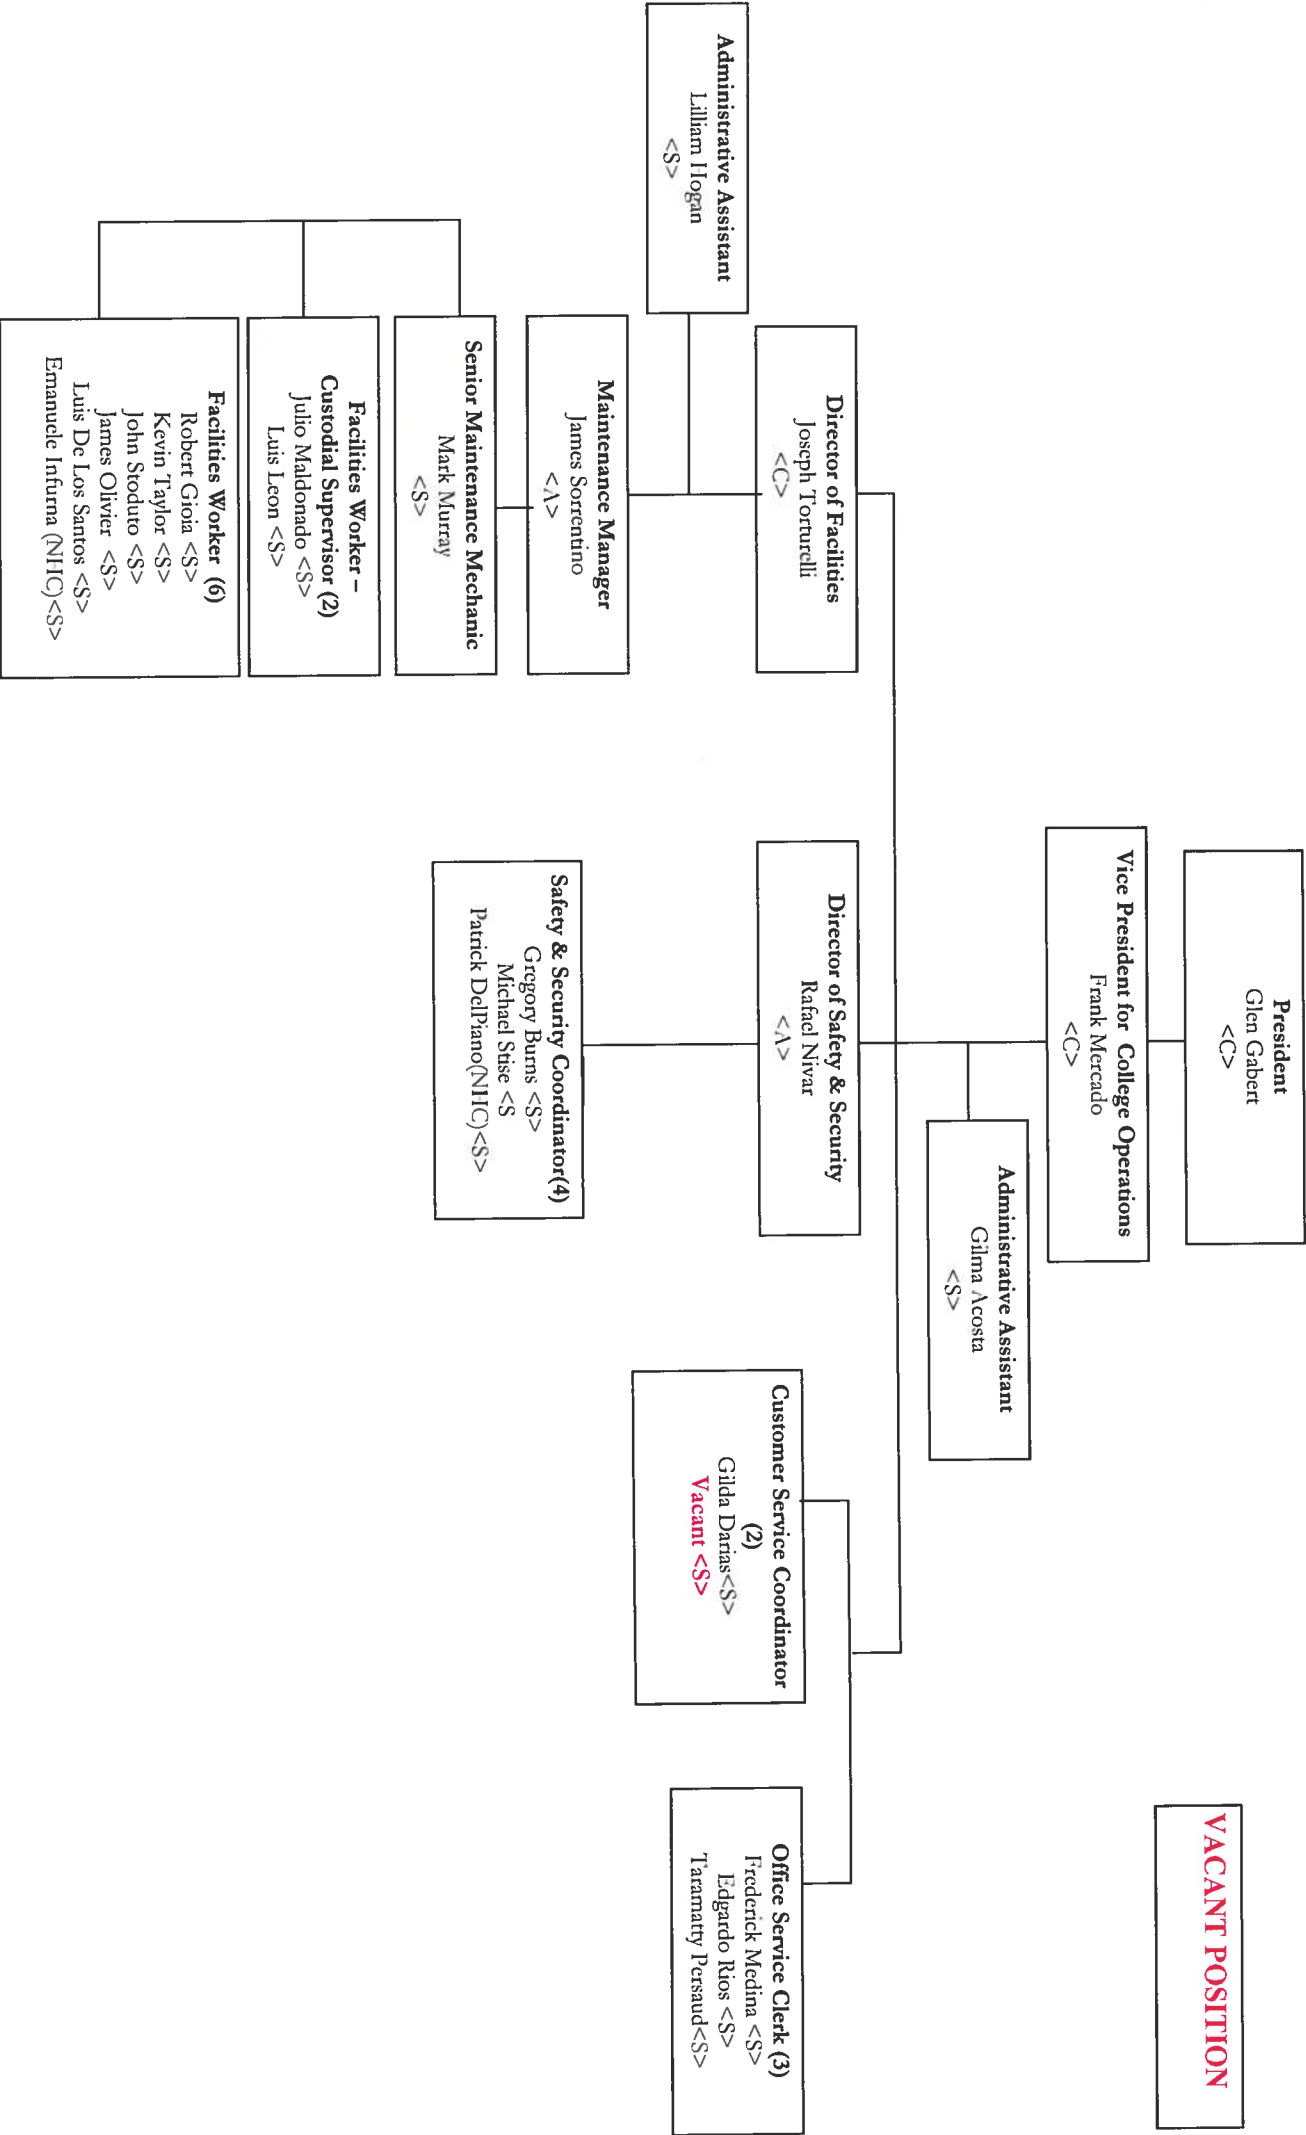 VACANT POSITION
President
Glen Gabert
<C>
Vice President for College Operations
Frank Mercado
<C>
Administrative Assistant
Gilma Acosta
<S>
Director of Facilities
Joseph Torturelli
<C>
Director of Safety & Security
Rafael Nivar
<A>
Customer Service Coordinator
(2)
Gilda Darias<S>
Vacant <S>
Office Service Clerk (3)
Frederick Medina <S>
Edgardo Rios <S>
Taramatty Persaud<S>
Administrative Assistant
Lilliam Hogan
<S>
Maintenance Manager
James Sorrentino
<A>
Safety & Security Coordinator(4)
Gregory Burns <S>
Michael Stise <S
Patrick DelPiano(NHC)<S>
Senior Maintenance Mechanic
Mark Murray
<S>
Facilities Worker –
Custodial Supervisor (2)
Julio Maldonado <S>
Luis Leon <S>
Facilities Worker (6)
Robert Gioia <S>
Kevin Taylor <S>
John Stoduto <S>
James Olivier <S>
Luis De Los Santos <S>
Emanuele Infurna (NHC)<S>